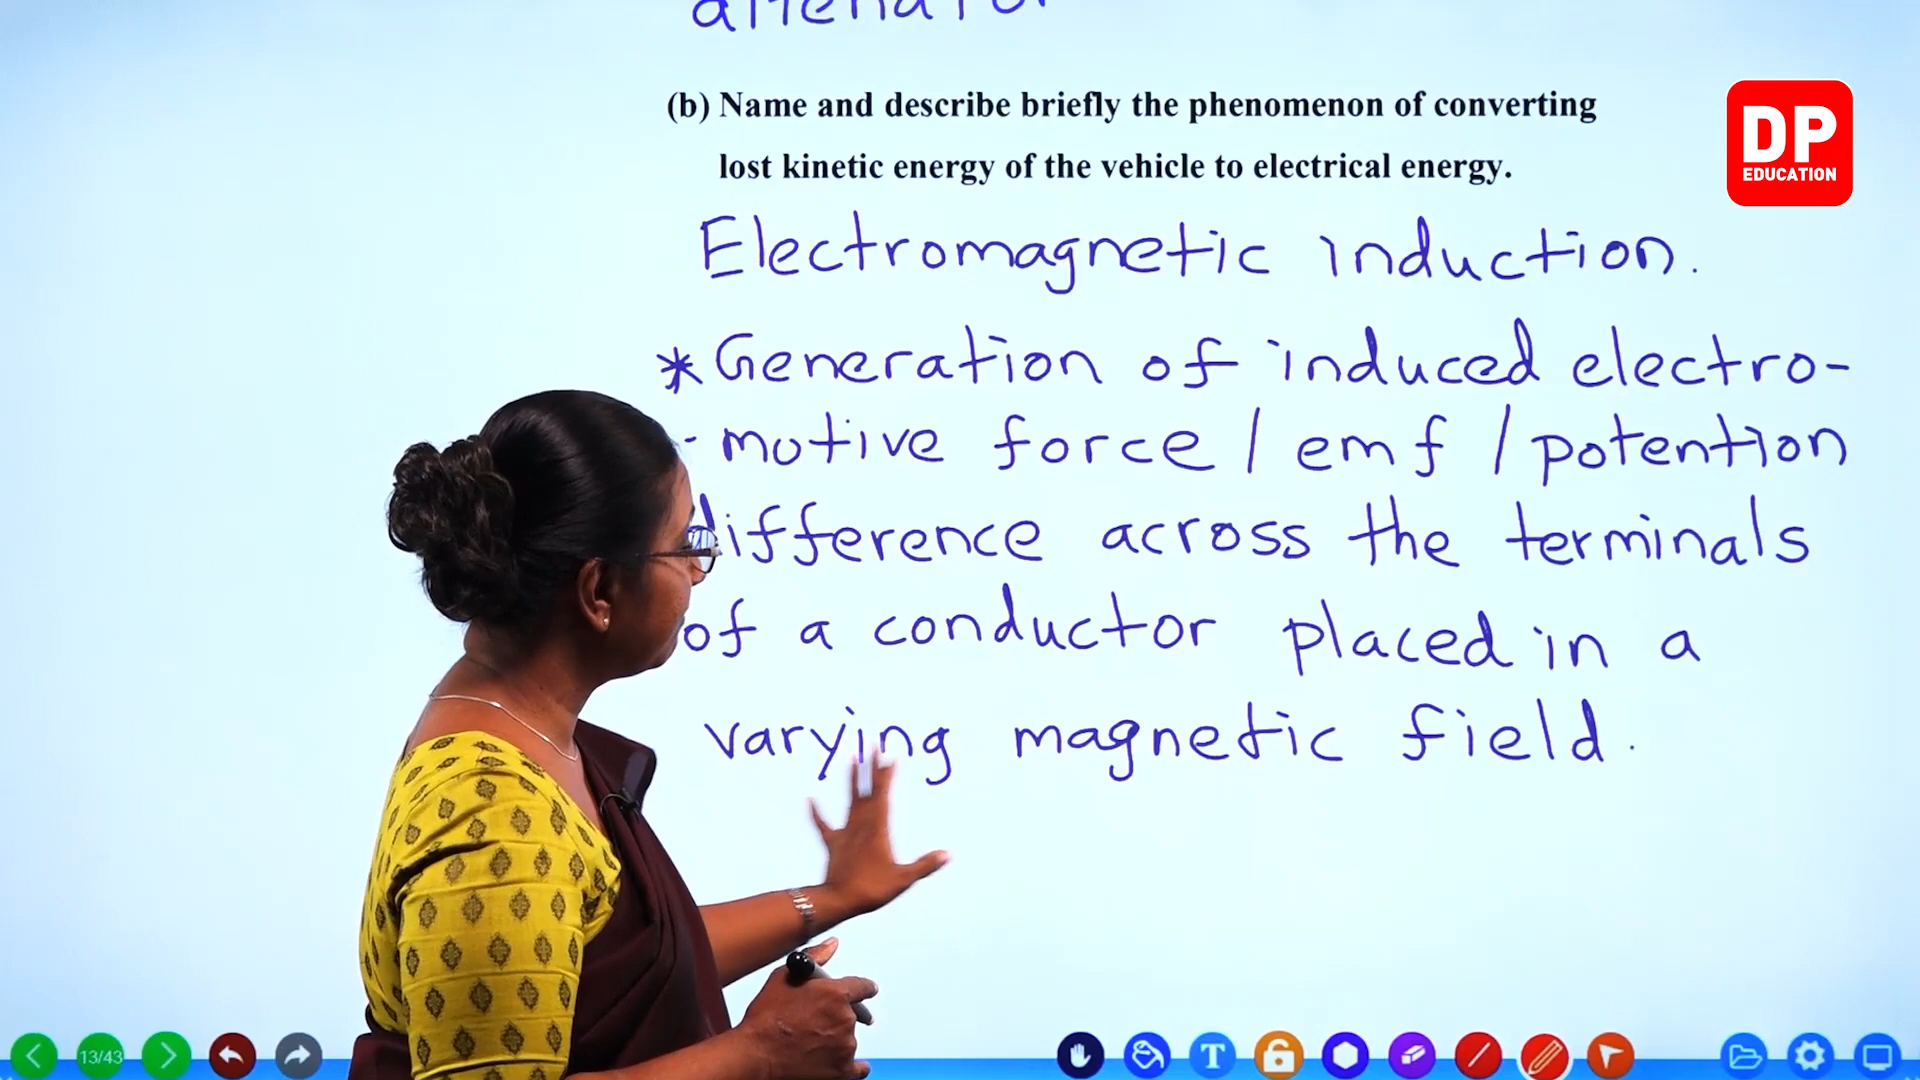 alternator
(b) Name and describe briefly the phenomenon of converting
DP
EDUCATION
lost kinetic energy of the vehicle to electrical energy.
Electromagnetic induction.
* Generation of induced electro-
- motive force / emf / potention
difference across the terminals
of a conductor placed in a
varying magnetic field.
13/43
T